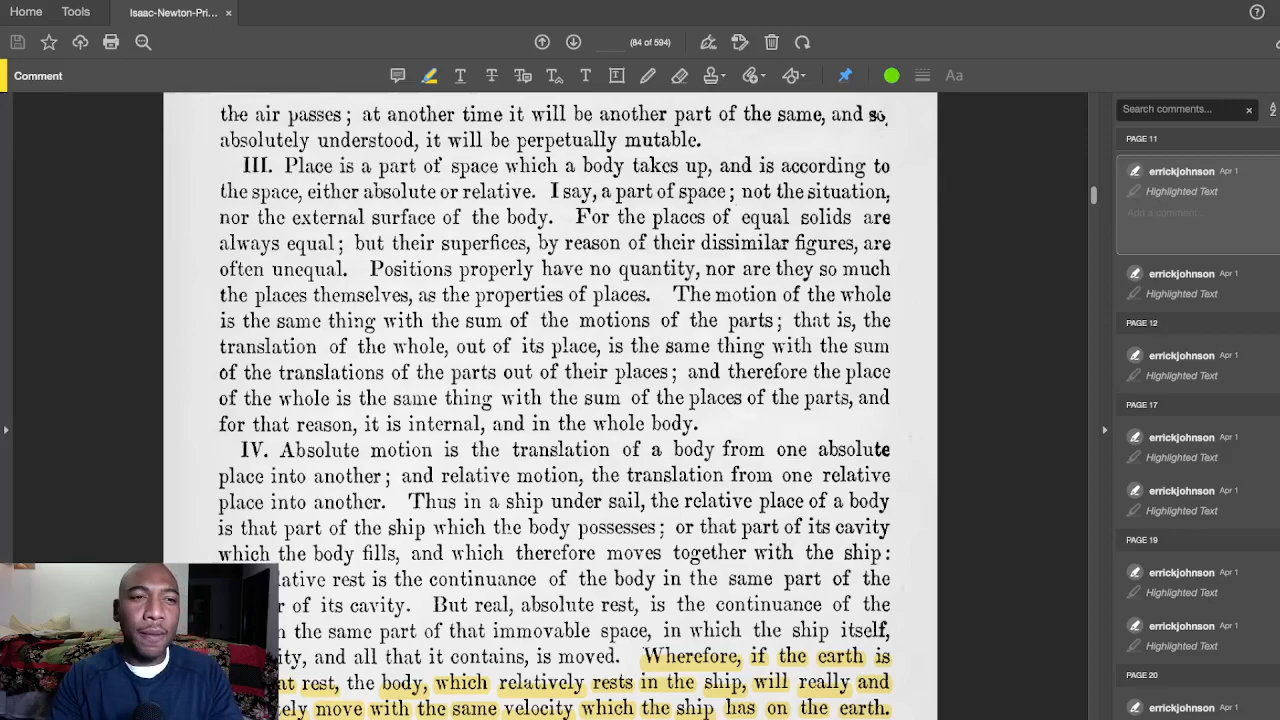 Home Tools Isaac-Newton-Pri... ×
(84 of 594)
Comment
T T T T Aa
Search comments... ×
PAGE 11
errickjohnson Apr 1
Highlighted Text
Add a comment...
errickjohnson Apr 1
Highlighted Text
PAGE 12
errickjohnson Apr 1
Highlighted Text
PAGE 17
errickjohnson Apr 1
Highlighted Text
errickjohnson Apr 1
Highlighted Text
PAGE 19
errickjohnson Apr 1
Highlighted Text
errickjohnson Apr 1
Highlighted Text
PAGE 20
errickjohnson Apr 1
the air passes; at another time it will be another part of the same, and so,
absolutely understood, it will be perpetually mutable.
III. Place is a part of space which a body takes up, and is according to
the space, either absolute or relative. I say, a part of space; not the situation,
nor the external surface of the body. For the places of equal solids are
always equal; but their superfices, by reason of their dissimilar figures, are
often unequal. Positions properly have no quantity, nor are they so much
the places themselves, as the properties of places. The motion of the whole
is the same thing with the sum of the motions of the parts; that is, the
translation of the whole, out of its place, is the same thing with the sum
of the translations of the parts out of their places; and therefore the place
of the whole is the same thing with the sum of the places of the parts, and
for that reason, it is internal, and in the whole body.
IV. Absolute motion is the translation of a body from one absolute
place into another; and relative motion, the translation from one relative
place into another. Thus in a ship under sail, the relative place of a body
is that part of the ship which the body possesses; or that part of its cavity
which the body fills, and which therefore moves together with the ship:
rest is the continuance of the body in the same part of the
of its cavity. But real, absolute rest, is the continuance of the
the same part of that immovable space, in which the ship itself,
and all that it contains, is moved. Wherefore, if the earth is
rest, the body, which relatively rests in the ship, will really and
move with the same velocity which the ship has on the earth.